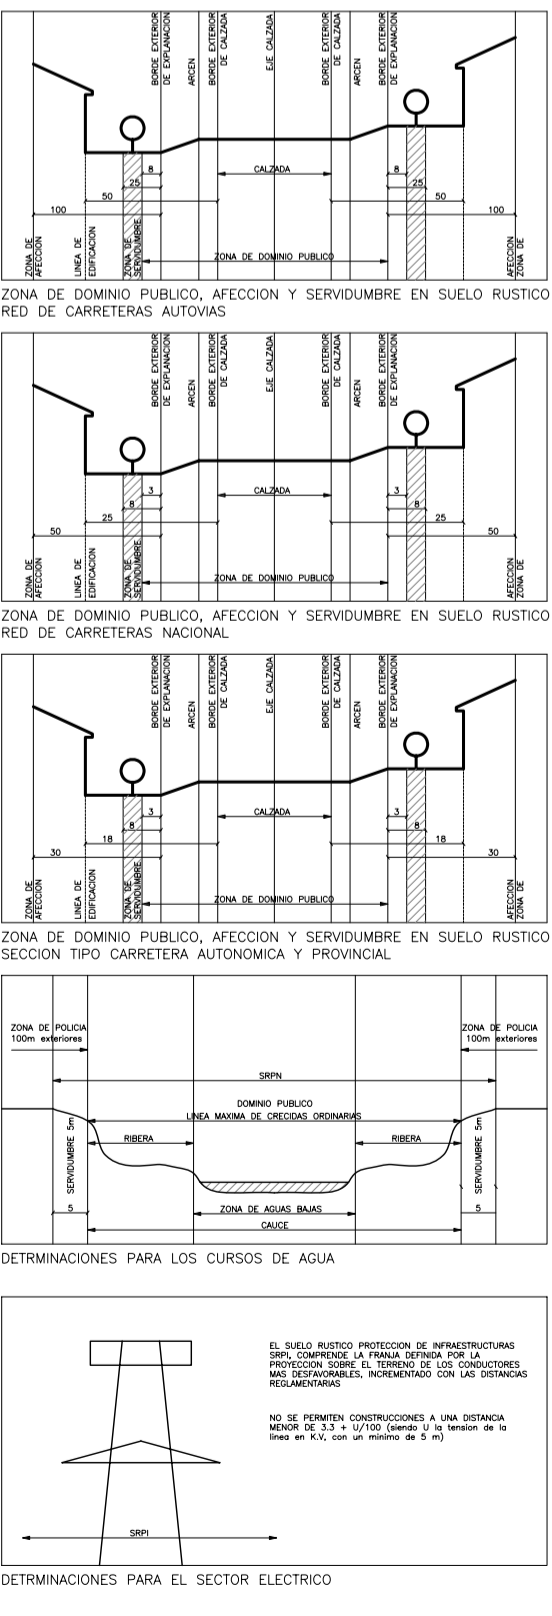 BORDE EXTERIOR
DE EXPLANACION
ARCEN
BORDE EXTERIOR
DE CALZADA
EJE CALZADA
BORDE EXTERIOR
DE CALZADA
ARCEN
BORDE EXTERIOR
DE EXPLANACION
8
CALZADA
8
25
25
50
50
100
100
ZONA DE
AFECCION
LINEA DE
EDIFICACION
ZONA DE
SERVIDUMBRE
ZONA DE DOMINIO PUBLICO
AFECCION
ZONA DE
ZONA DE DOMINIO PUBLICO, AFECCION Y SERVIDUMBRE EN SUELO RUSTICO
RED DE CARRETERAS AUTOVIAS
BORDE EXTERIOR
DE EXPLANACION
ARCEN
BORDE EXTERIOR
DE CALZADA
EJE CALZADA
BORDE EXTERIOR
DE CALZADA
ARCEN
BORDE EXTERIOR
DE EXPLANACION
3
CALZADA
3
8
8
25
25
50
50
ZONA DE
AFECCION
LINEA DE
EDIFICACION
ZONA DE
SERVIDUMBRE
ZONA DE DOMINIO PUBLICO
AFECCION
ZONA DE
ZONA DE DOMINIO PUBLICO, AFECCION Y SERVIDUMBRE EN SUELO RUSTICO
RED DE CARRETERAS NACIONAL
BORDE EXTERIOR
DE EXPLANACION
ARCEN
BORDE EXTERIOR
DE CALZADA
EJE CALZADA
BORDE EXTERIOR
DE CALZADA
ARCEN
BORDE EXTERIOR
DE EXPLANACION
3
CALZADA
3
8
8
18
18
30
30
ZONA DE
AFECCION
LINEA DE
EDIFICACION
ZONA DE
SERVIDUMBRE
ZONA DE DOMINIO PUBLICO
AFECCION
ZONA DE
ZONA DE DOMINIO PUBLICO, AFECCION Y SERVIDUMBRE EN SUELO RUSTICO
SECCION TIPO CARRETERA AUTONOMICA Y PROVINCIAL
ZONA DE POLICIA
100m exteriores
ZONA DE POLICIA
100m exteriores
SRPN
DOMINIO PUBLICO
LINEA MAXIMA DE CRECIDAS ORDINARIAS
RIBERA
RIBERA
SERVIDUMBRE 5m
SERVIDUMBRE 5m
5
ZONA DE AGUAS BAJAS
5
CAUCE
DETRMINACIONES PARA LOS CURSOS DE AGUA
EL SUELO RUSTICO PROTECCION DE INFRAESTRUCTURAS
SRPI, COMPRENDE LA FRANJA DEFINIDA POR LA
PROYECCION SOBRE EL TERRENO DE LOS CONDUCTORES
MAS DESFAVORABLES, INCREMENTADO CON LAS DISTANCIAS
REGLAMENTARIAS
NO SE PERMITEN CONSTRUCCIONES A UNA DISTANCIA
MENOR DE 3.3 + U/100 (siendo U la tension de la
linea en K.V, con un minimo de 5 m)
SRPI
DETRMINACIONES PARA EL SECTOR ELECTRICO